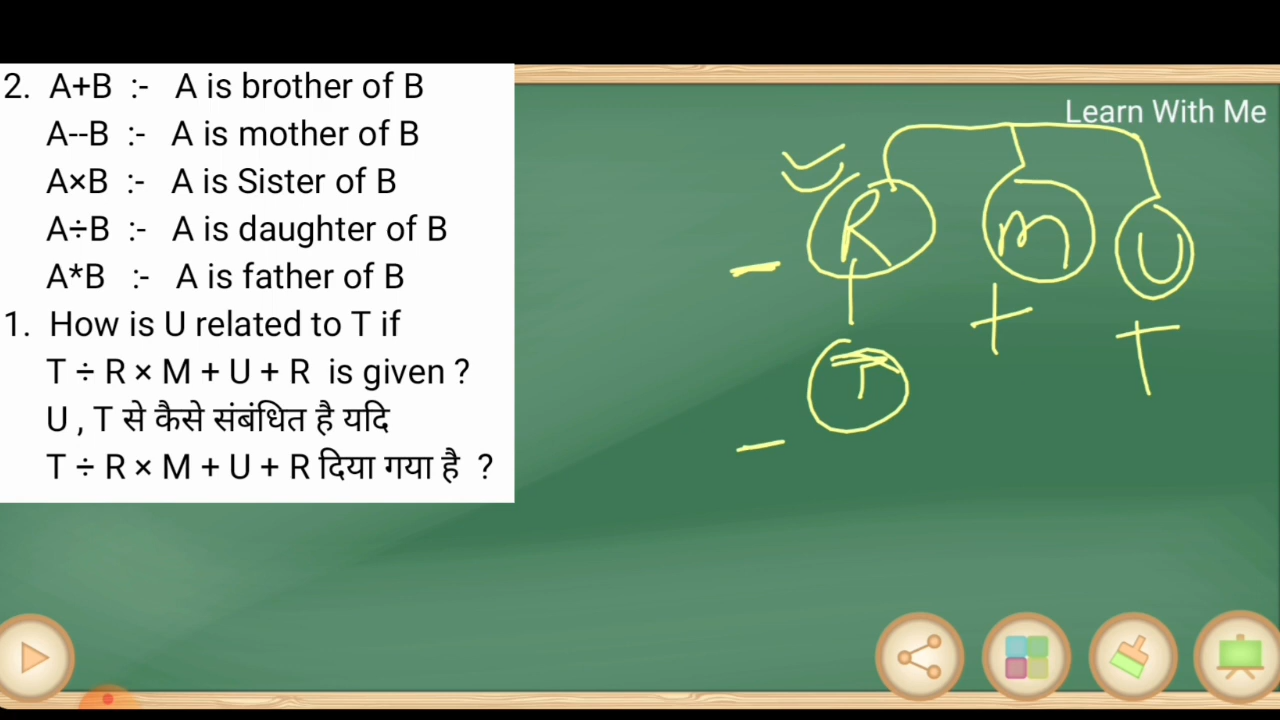 2. A+B :- A is brother of B
A--B :- A is mother of B
A×B :- A is Sister of B
A÷B :- A is daughter of B
A*B :- A is father of B
1. How is U related to T if
T ÷ R × M + U + R is given ?
U , T से कैसे संबंधित है यदि
T ÷ R × M + U + R दिया गया है ?
Learn With Me
R m U
- + T
T
-